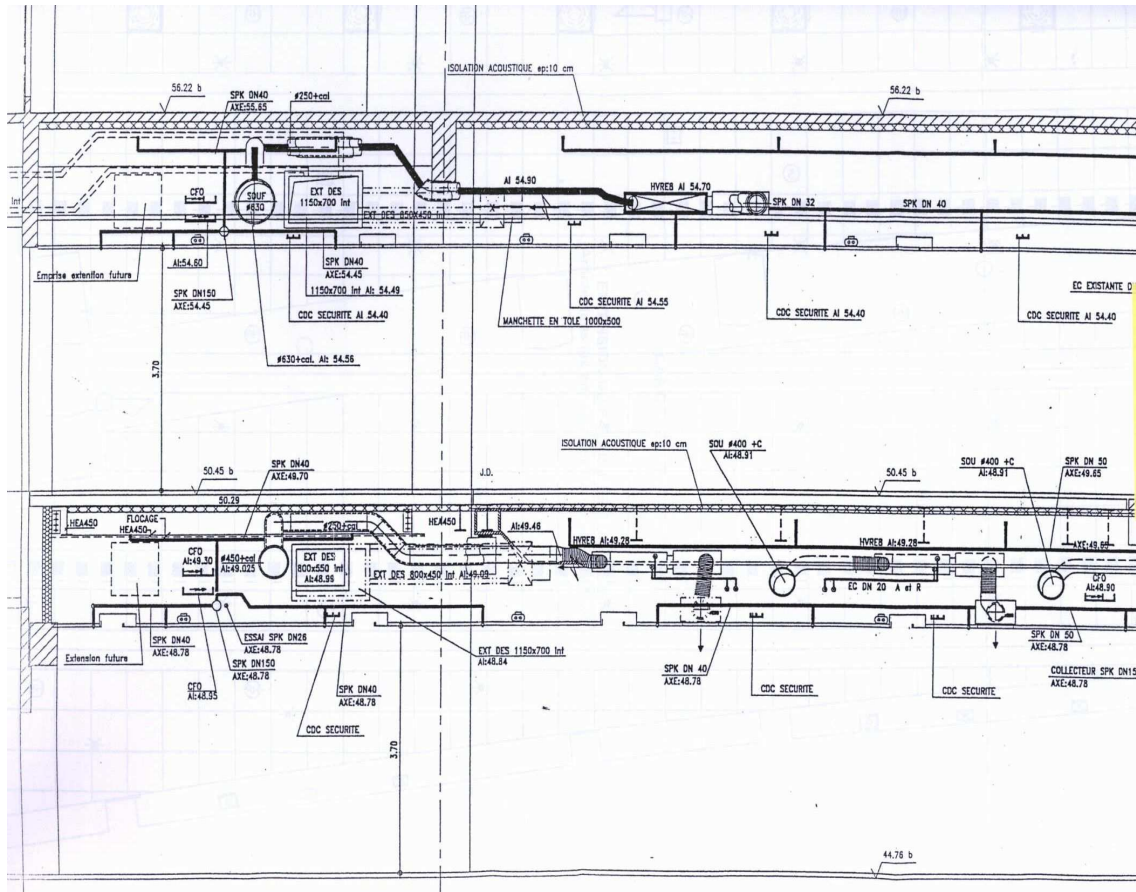 ISOLATION ACOUSTIQUE ep:10 cm
56.22 b
SPK DN40
AXE:55.65
ø250+cal
56.22 b
CFO
SOUF
ø630
EXT DES
1150x700 Int
EXT DES 850x450 Int
AI 54.90
HVRE8 AI 54.70
SPK DN 32
SPK DN 40
Int
Emprise extention future
AI:54.60
SPK DN150
AXE:54.45
SPK DN40
AXE:54.45
1150x700 Int AI: 54.49
CDC SECURITE AI 54.40
MANCHETTE EN TOLE 1000x500
CDC SECURITE AI 54.55
CDC SECURITE AI 54.40
CDC SECURITE AI 54.40
EC EXISTANTE D
ø630+cal. AI: 54.56
3.70
ISOLATION ACOUSTIQUE ep:10 cm
SOU ø400 +C
AI:48.91
50.45 b
SPK DN40
AXE:49.70
J.D.
50.45 b
SOU ø400 +C
AI:48.91
SPK DN 50
AXE:49.65
50.29
HEA450
FLOCAGE
HEA450
ø250+cal
HEA450
AI:49.46
HVRE8 AI:49.28
HVRE8 AI:49.28
AXE:49.65
CFO
AI:49.30
ø450+cal
AI:49.025
EXT DES
800x550 Int
AI:48.96
EXT DES 800x450 Int AI:49.09
EC DN 20 A et R
CFO
AI:48.90
SPK DN40
AXE:48.78
ESSAI SPK DN26
AXE:48.78
Extension future
SPK DN150
AXE:48.78
EXT DES 1150x700 Int
AI:48.84
CFO
AI:48.95
SPK DN40
AXE:48.78
CDC SECURITE
SPK DN 40
AXE:48.78
CDC SECURITE
CDC SECURITE
SPK DN 50
AXE:48.78
COLLECTEUR SPK DN15
AXE:48.78
3.70
44.76 b